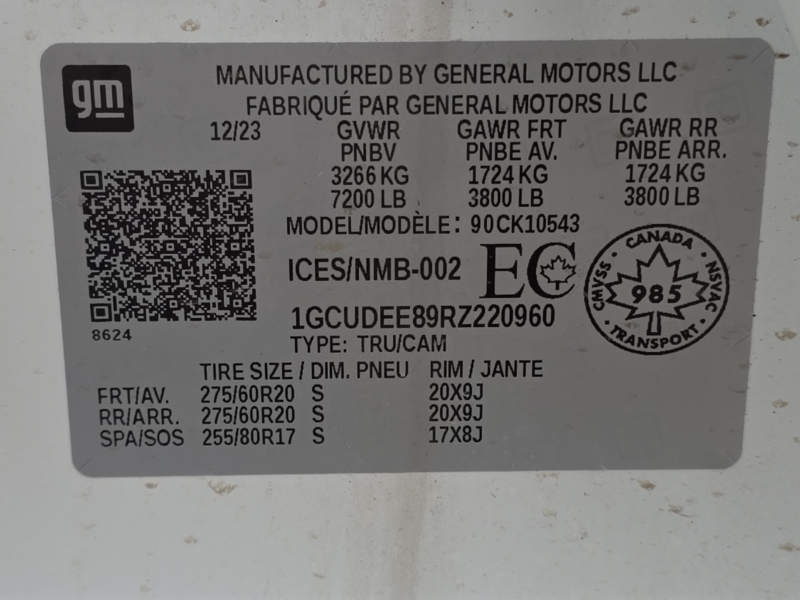 gm
MANUFACTURED BY GENERAL MOTORS LLC
FABRIQUÉ PAR GENERAL MOTORS LLC
12/23 GVWR GAWR FRT GAWR RR
PNBV PNBE AV. PNBE ARR.
3266 KG 1724 KG 1724 KG
7200 LB 3800 LB 3800 LB
MODEL/MODÈLE: 90CK10543
ICES/NMB-002 EC
CANADA
CMVSS 985 NSVAC
TRANSPORT
1GCUDEE89RZ220960
8624
TYPE: TRU/CAM
TIRE SIZE / DIM. PNEU RIM / JANTE
FRT/AV. 275/60R20 S 20X9J
RR/ARR. 275/60R20 S 20X9J
SPA/SOS 255/80R17 S 17X8J